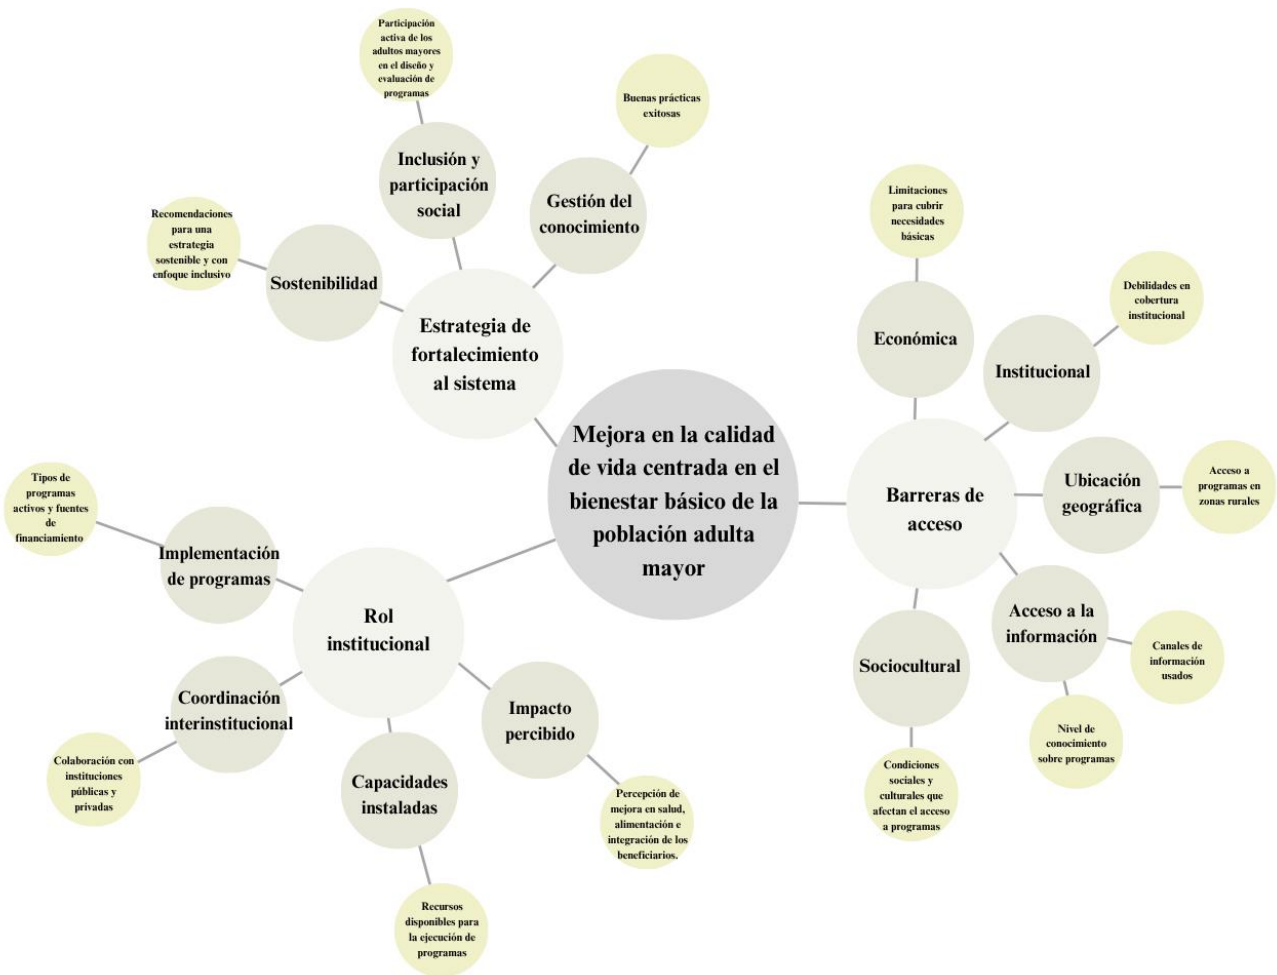 Participación
activa de los
adultos mayores
en el diseño y
evaluación de
programas
Buenas prácticas
exitosas
Inclusión y
participación
social
Gestión del
conocimiento
Recomendaciones
para una
estrategia
sostenible y con
enfoque inclusivo
Sostenibilidad
Estrategia de
fortalecimiento
al sistema
Limitaciones
para cubrir
necesidades
básicas
Debilidades en
cobertura
institucional
Económica
Institucional
Mejora en la calidad
de vida centrada en el
bienestar básico de la
población adulta
mayor
Barreras de
acceso
Ubicación
geográfica
Acceso a
programas en
zonas rurales
Acceso a la
información
Canales de
información
usados
Nivel de
conocimiento
sobre programas
Sociocultural
Condiciones
sociales y
culturales que
afectan el acceso
a programas
Tipos de
programas
activos y fuentes
de
financiamiento
Implementación
de programas
Rol
institucional
Coordinación
interinstitucional
Colaboración con
instituciones
públicas y
privadas
Capacidades
instaladas
Recursos
disponibles para
la ejecución de
programas
Impacto
percibido
Percepción de
mejora en salud,
alimentación e
integración de los
beneficiarios.